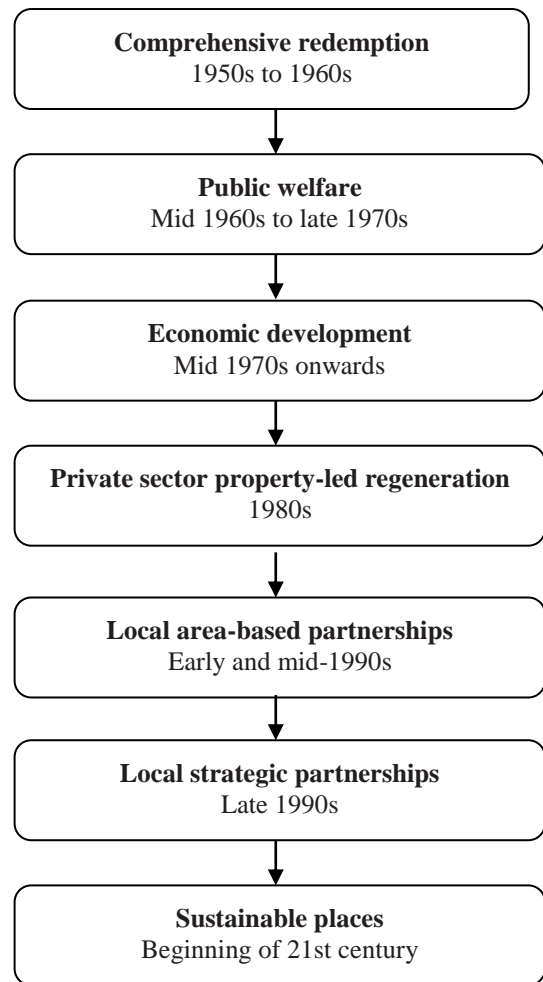 Comprehensive redemption
1950s to 1960s
Public welfare
Mid 1960s to late 1970s
Economic development
Mid 1970s onwards
Private sector property-led regeneration
1980s
Local area-based partnerships
Early and mid-1990s
Local strategic partnerships
Late 1990s
Sustainable places
Beginning of 21st century